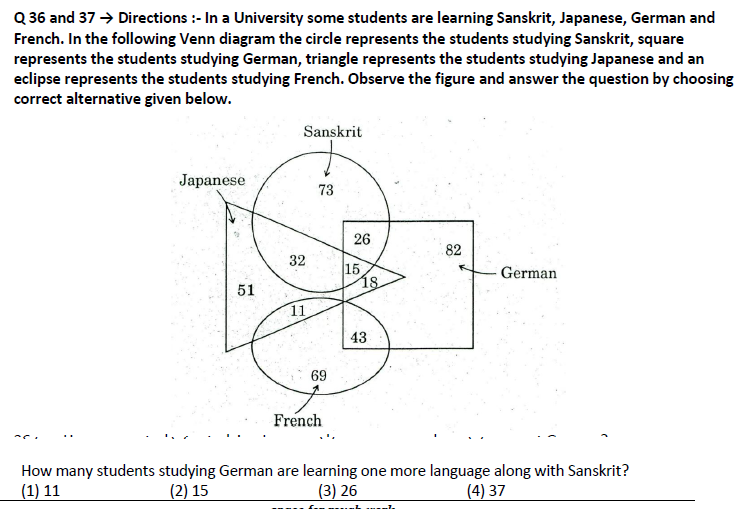 Q 36 and 37 → Directions :- In a University some students are learning Sanskrit, Japanese, German and
French. In the following Venn diagram the circle represents the students studying Sanskrit, square
represents the students studying German, triangle represents the students studying Japanese and an
eclipse represents the students studying French. Observe the figure and answer the question by choosing
correct alternative given below.
Sanskrit
Japanese
73
26
82
32
15
German
18
51
11
43
69
French
How many students studying German are learning one more language along with Sanskrit?
(1) 11 (2) 15 (3) 26 (4) 37